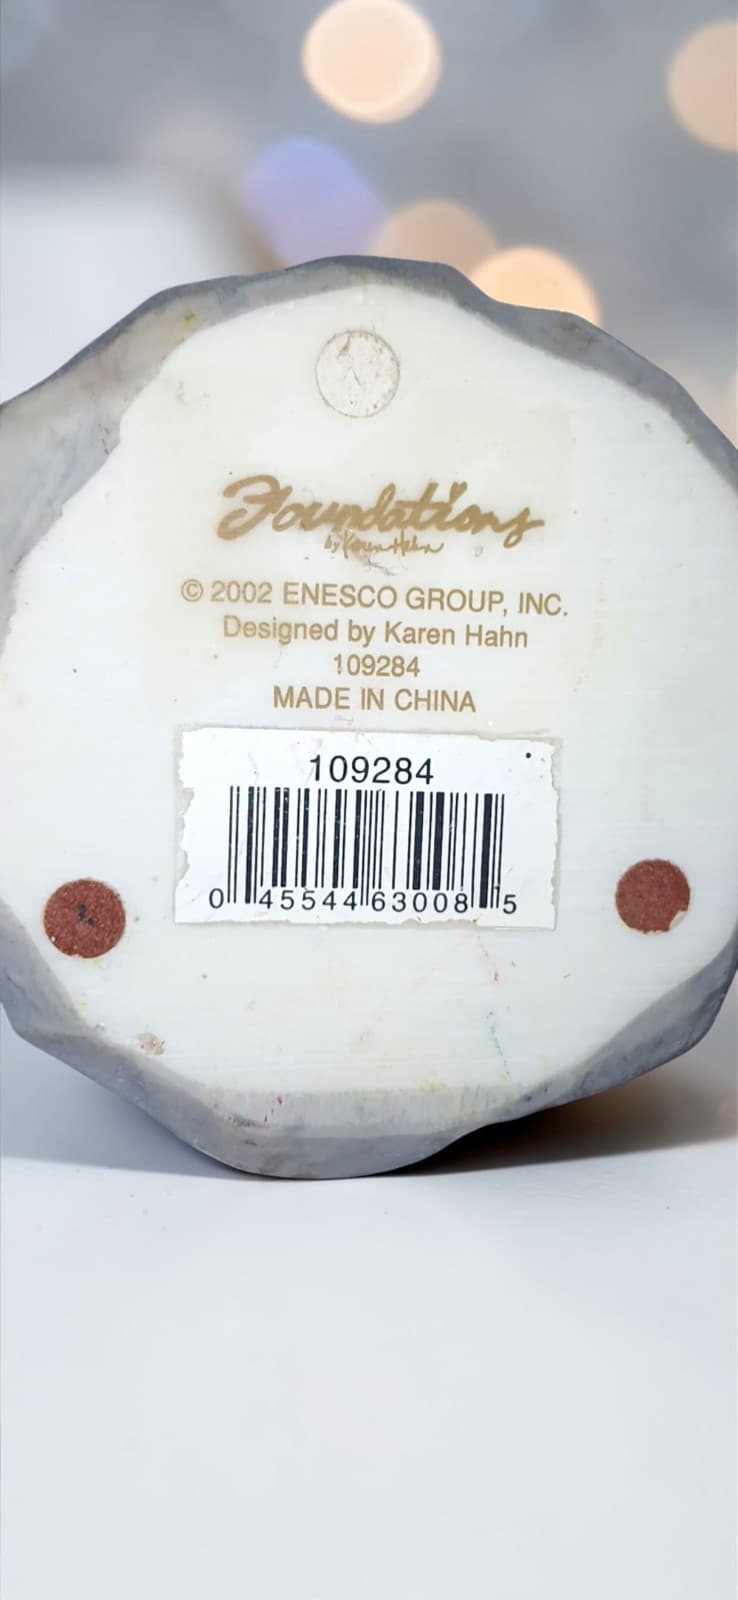 Foundations
by Karen Hahn
© 2002 ENESCO GROUP, INC.
Designed by Karen Hahn
109284
MADE IN CHINA
109284
0 45544 63008 5